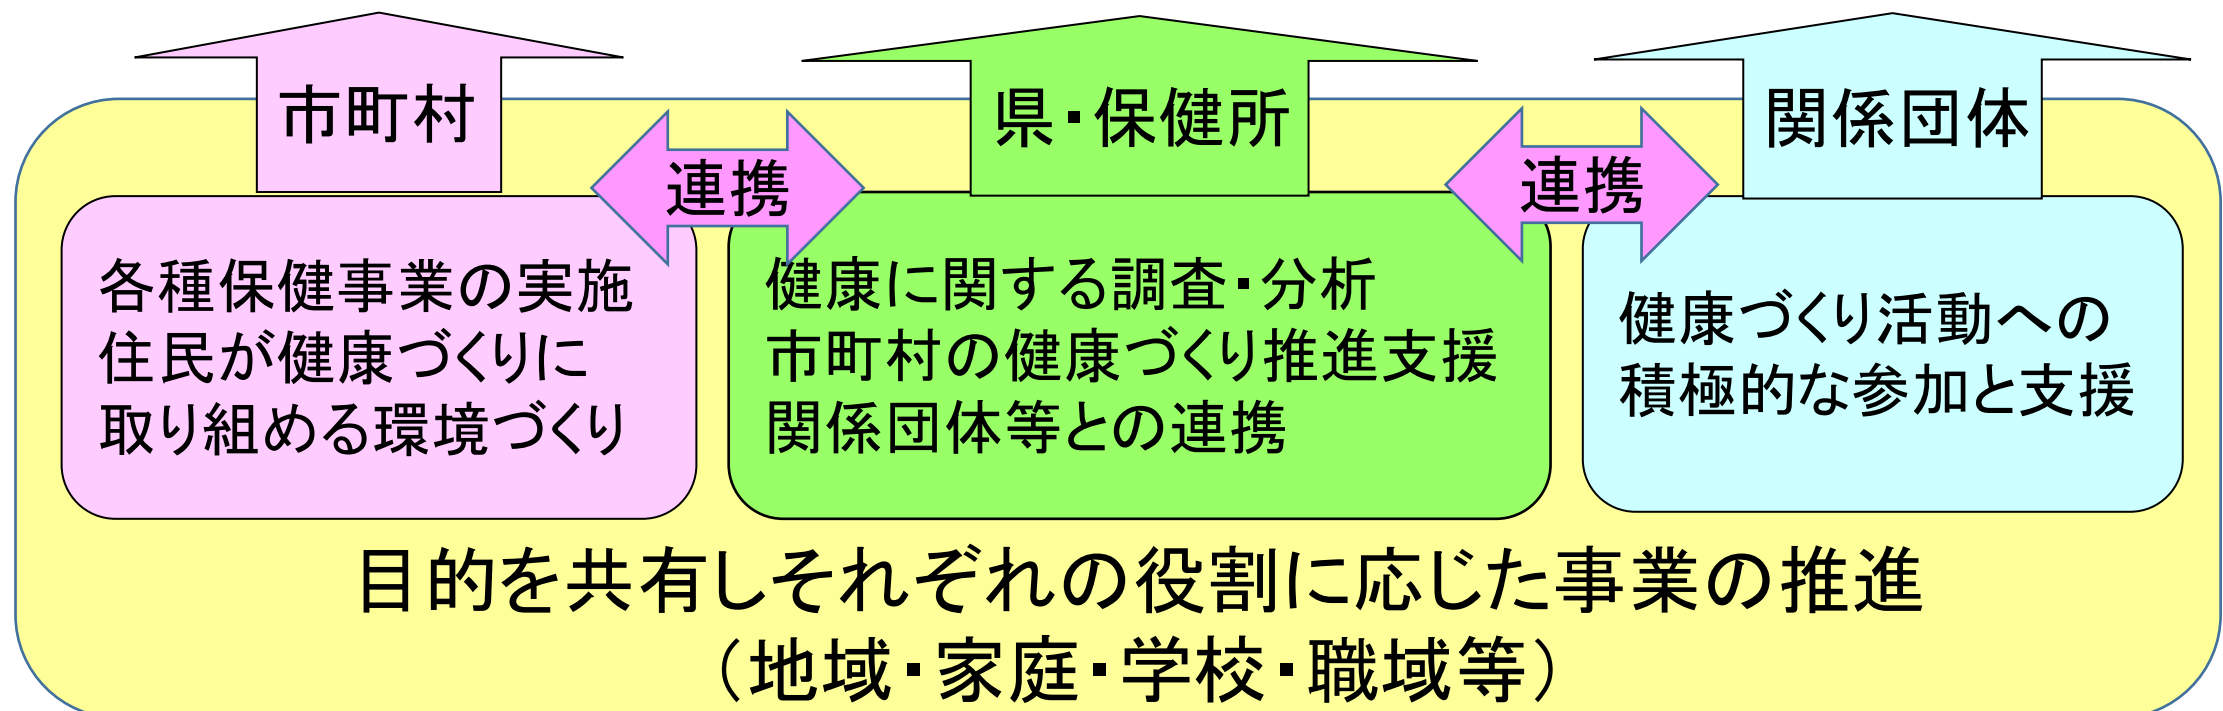 市町村
連携
県・保健所
連携
関係団体
各種保健事業の実施
住民が健康づくりに
取り組める環境づくり
健康に関する調査・分析
市町村の健康づくり推進支援
関係団体等との連携
健康づくり活動への
積極的な参加と支援
目的を共有しそれぞれの役割に応じた事業の推進
（地域・家庭・学校・職域等）